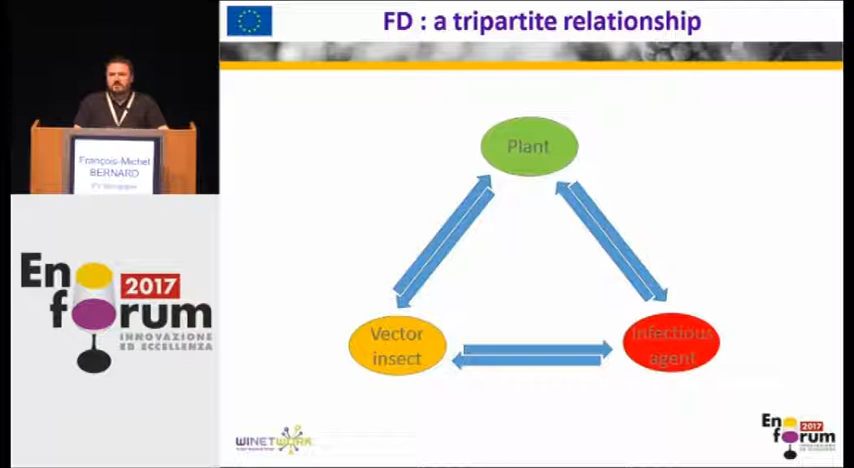 FD : a tripartite relationship
Plant
Vector
insect
Infectious
agent
François-Michel
BERNARD
En
2017
forum
INNOVAZIONE
ED ECCELLENZA
WINETWORK
En
2017
forum